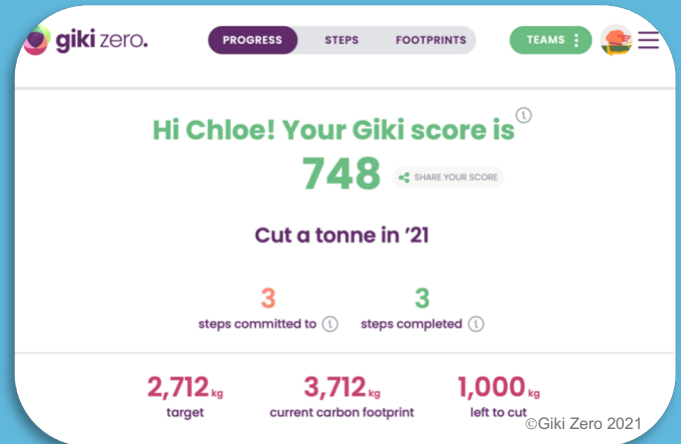 giki zero.
PROGRESS STEPS FOOTPRINTS
TEAMS
Hi Chloe! Your Giki score is
748 SHARE YOUR SCORE
Cut a tonne in '21
3 3
steps committed to steps completed
2,712 kg 3,712 kg 1,000 kg
target current carbon footprint left to cut
©Giki Zero 2021